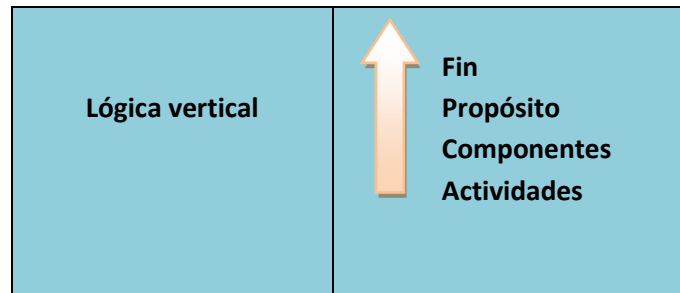 Lógica vertical
Fin
Propósito
Componentes
Actividades